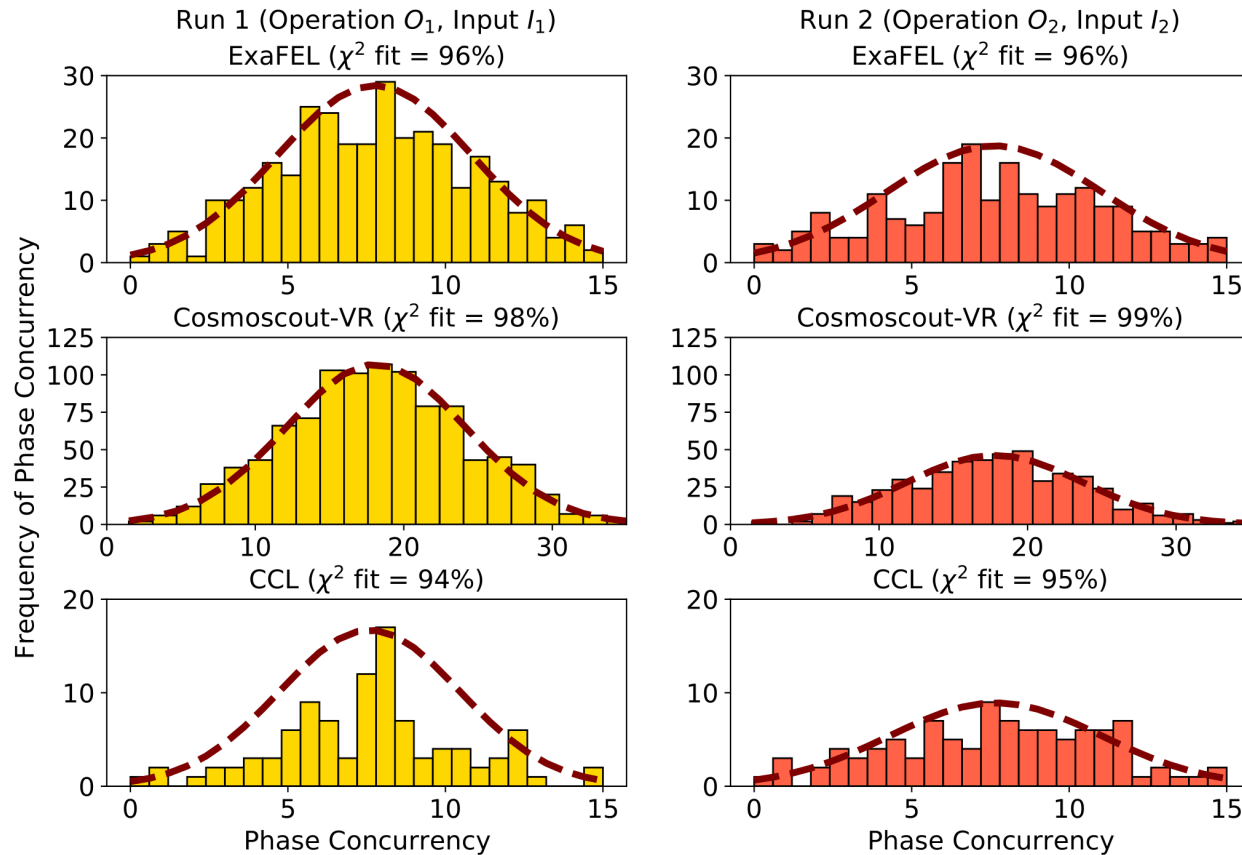 Run 1 (Operation O₁, Input I₁)
ExaFEL (χ² fit = 96%)
Run 2 (Operation O₂, Input I₂)
ExaFEL (χ² fit = 96%)
30
20
10
0
0 5 10 15
30
20
10
0
0 5 10 15
Frequency of Phase Concurrency
Cosmoscout-VR (χ² fit = 98%)
125
100
75
50
25
0
0 10 20 30
Cosmoscout-VR (χ² fit = 99%)
125
100
75
50
25
0
0 10 20 30
CCL (χ² fit = 94%)
20
10
0
0 5 10 15
Phase Concurrency
CCL (χ² fit = 95%)
20
10
0
0 5 10 15
Phase Concurrency